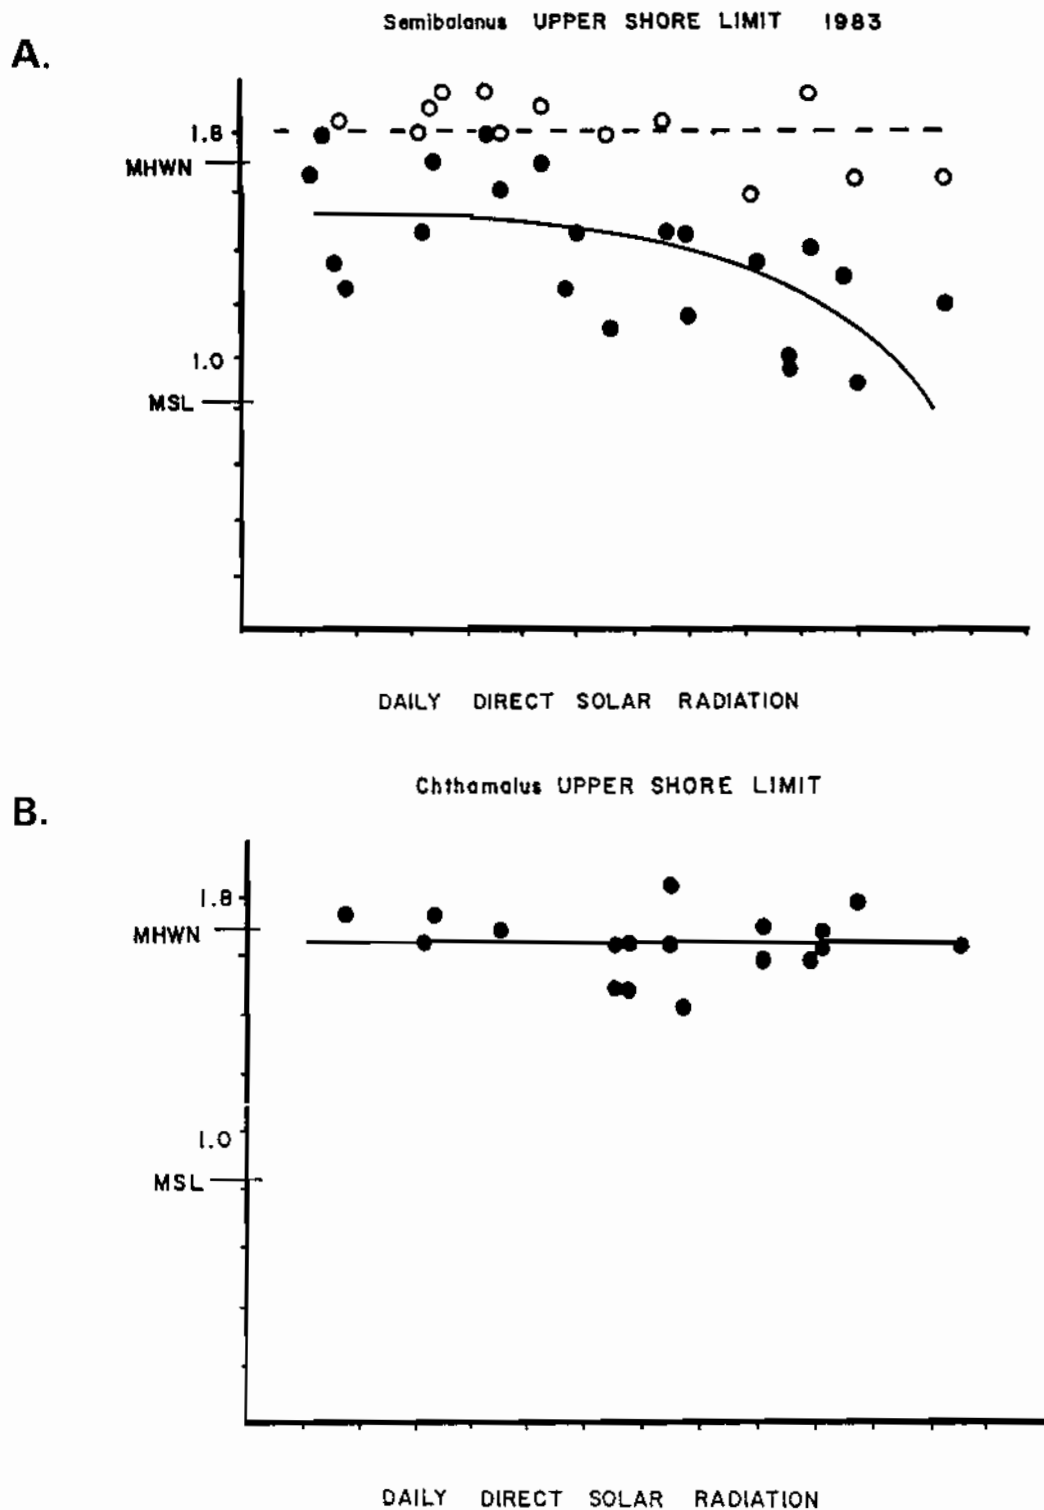 Semibalanus UPPER SHORE LIMIT 1983
A.
1.8
MHWN
1.0
MSL
DAILY DIRECT SOLAR RADIATION
Chthamalus UPPER SHORE LIMIT
B.
1.8
MHWN
1.0
MSL
DAILY DIRECT SOLAR RADIATION